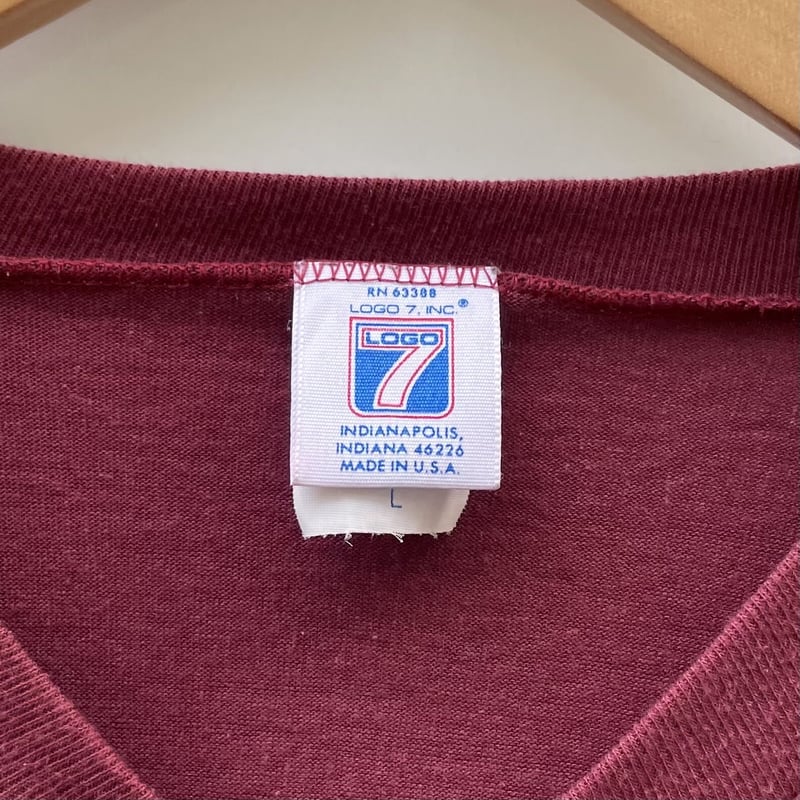 RN 63388
LOGO 7, INC.®
LOGO
7
INDIANAPOLIS,
INDIANA 46226
MADE IN U.S.A.
L